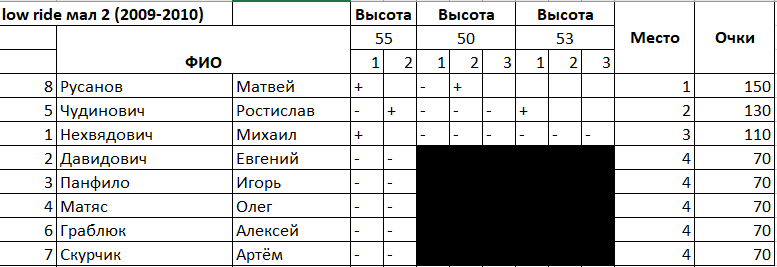 low ride мал 2 (2009-2010) Высота Высота Высота Место Очки
55 50 53
ФИО 1 2 1 2 3 1 2 3
8 Русанов Матвей + - + 1 150
5 Чудинович Ростислав - + - - - + 2 130
1 Нехвядович Михаил + - - - - - - 3 110
2 Давидович Евгений - - 4 70
3 Панфило Игорь - - 4 70
4 Матяс Олег - - 4 70
6 Граблюк Алексей - - 4 70
7 Скурчик Артём - - 4 70